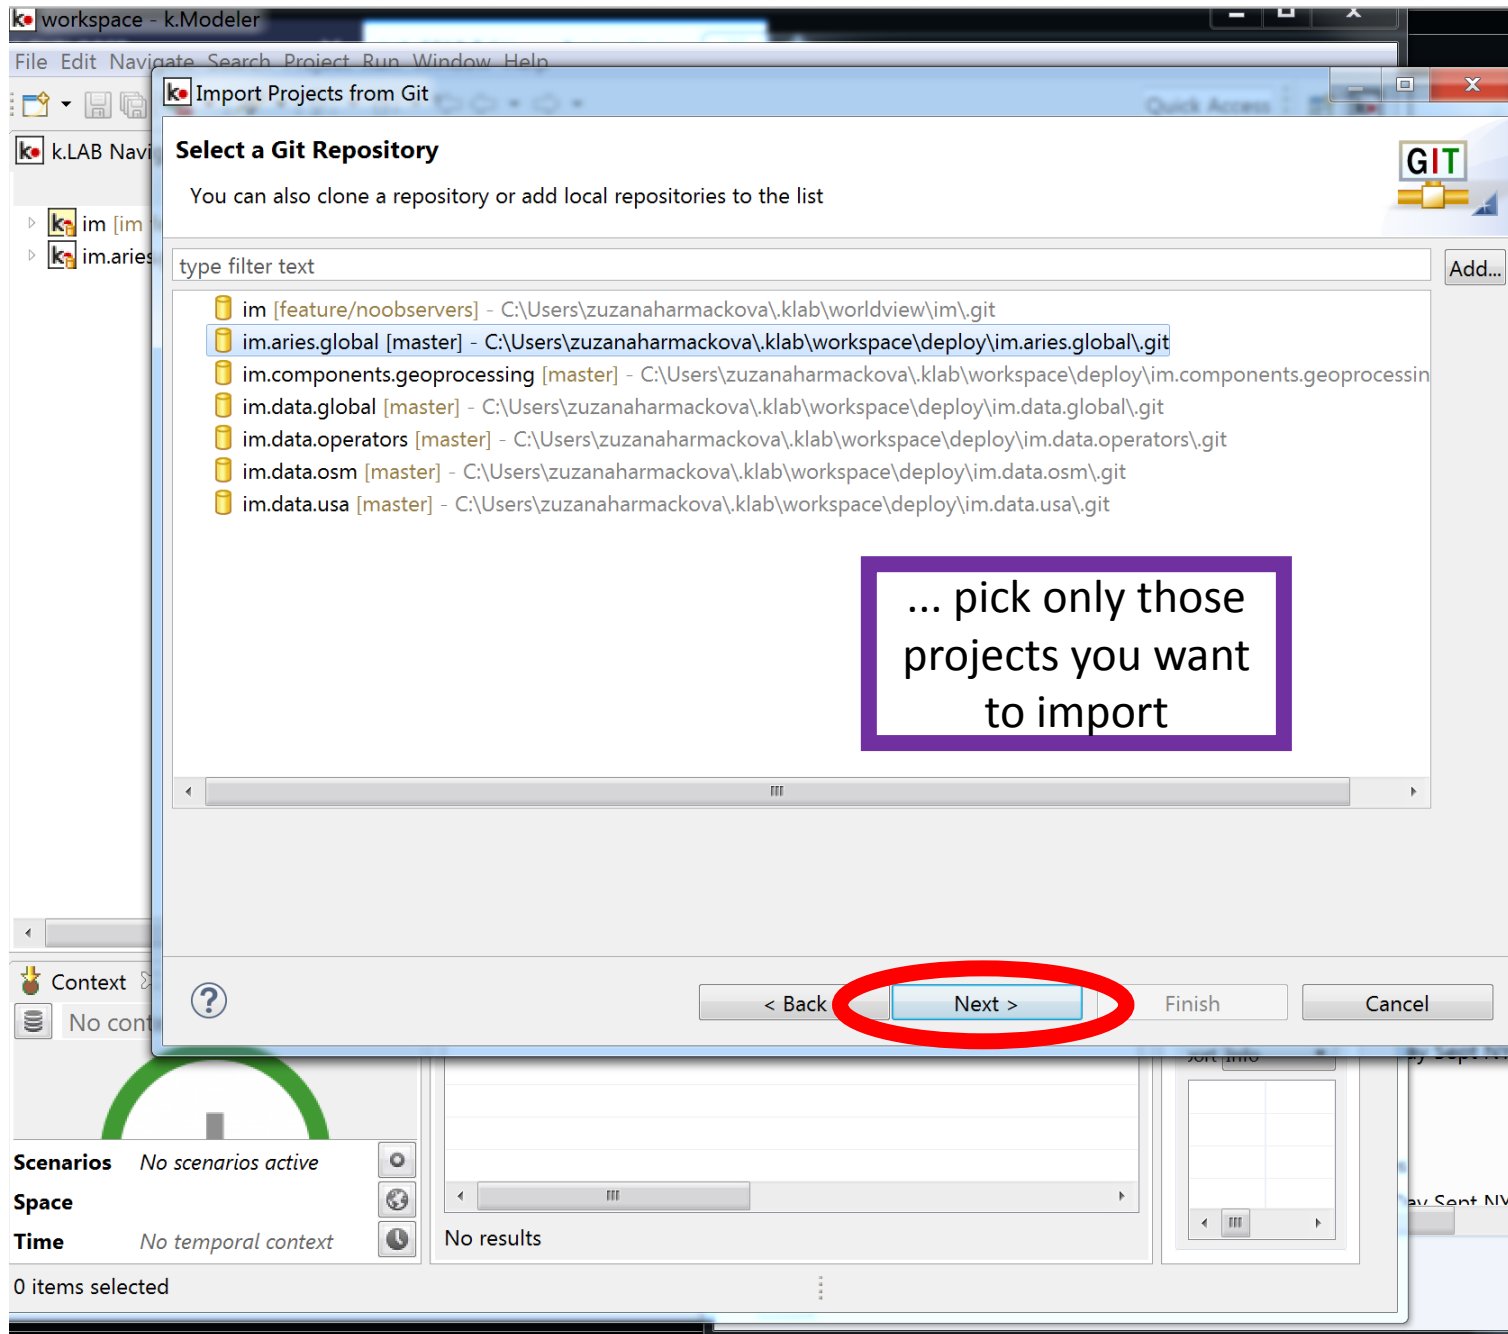 workspace - k.Modeler
File Edit Navigate Search Project Run Window Help
Import Projects from Git
Quick Access
k.LAB Navi
Select a Git Repository
GIT
You can also clone a repository or add local repositories to the list
im [im
im.aries
type filter text
Add...
im [feature/noobservers] - C:\Users\zuzanaharmackova\.klab\worldview\im\.git
im.aries.global [master] - C:\Users\zuzanaharmackova\.klab\workspace\deploy\im.aries.global\.git
im.components.geoprocessing [master] - C:\Users\zuzanaharmackova\.klab\workspace\deploy\im.components.geoprocessin
im.data.global [master] - C:\Users\zuzanaharmackova\.klab\workspace\deploy\im.data.global\.git
im.data.operators [master] - C:\Users\zuzanaharmackova\.klab\workspace\deploy\im.data.operators\.git
im.data.osm [master] - C:\Users\zuzanaharmackova\.klab\workspace\deploy\im.data.osm\.git
im.data.usa [master] - C:\Users\zuzanaharmackova\.klab\workspace\deploy\im.data.usa\.git
... pick only those
projects you want
to import
Context
No cont
< Back
Next >
Finish
Cancel
Info
Sept NY
Scenarios No scenarios active
Space
Sept NY
Time No temporal context
No results
0 items selected